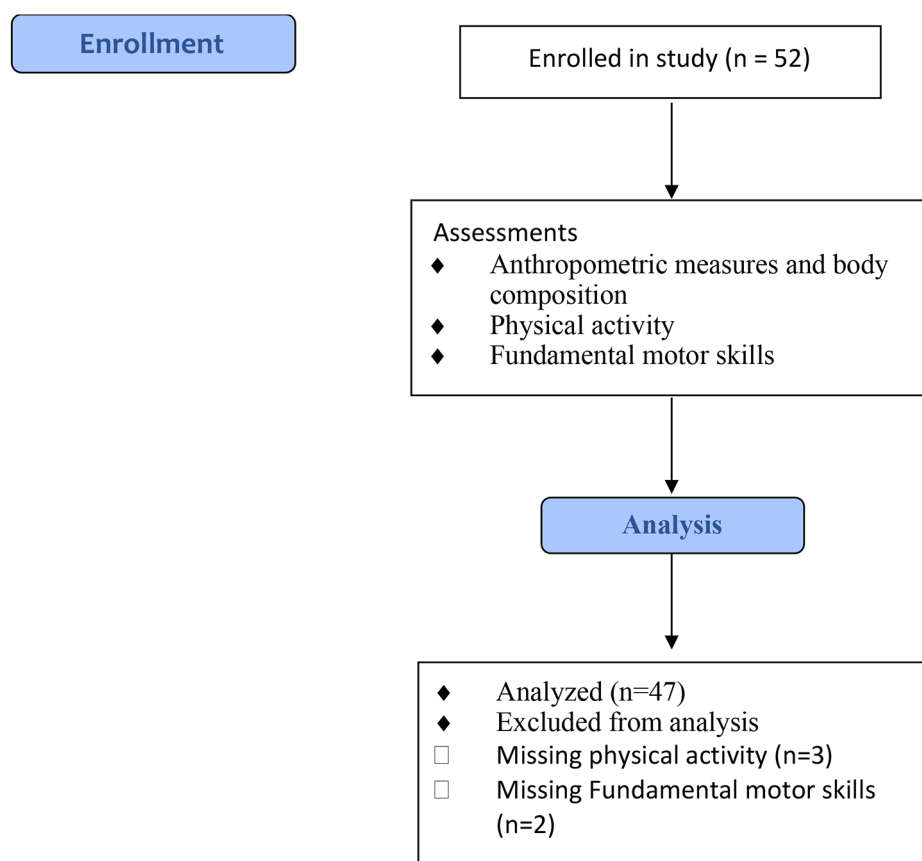 Enrollment
Enrolled in study (n = 52)
Assessments
♦ Anthropometric measures and body
composition
♦ Physical activity
♦ Fundamental motor skills
Analysis
♦ Analyzed (n=47)
♦ Excluded from analysis
□ Missing physical activity (n=3)
□ Missing Fundamental motor skills
(n=2)